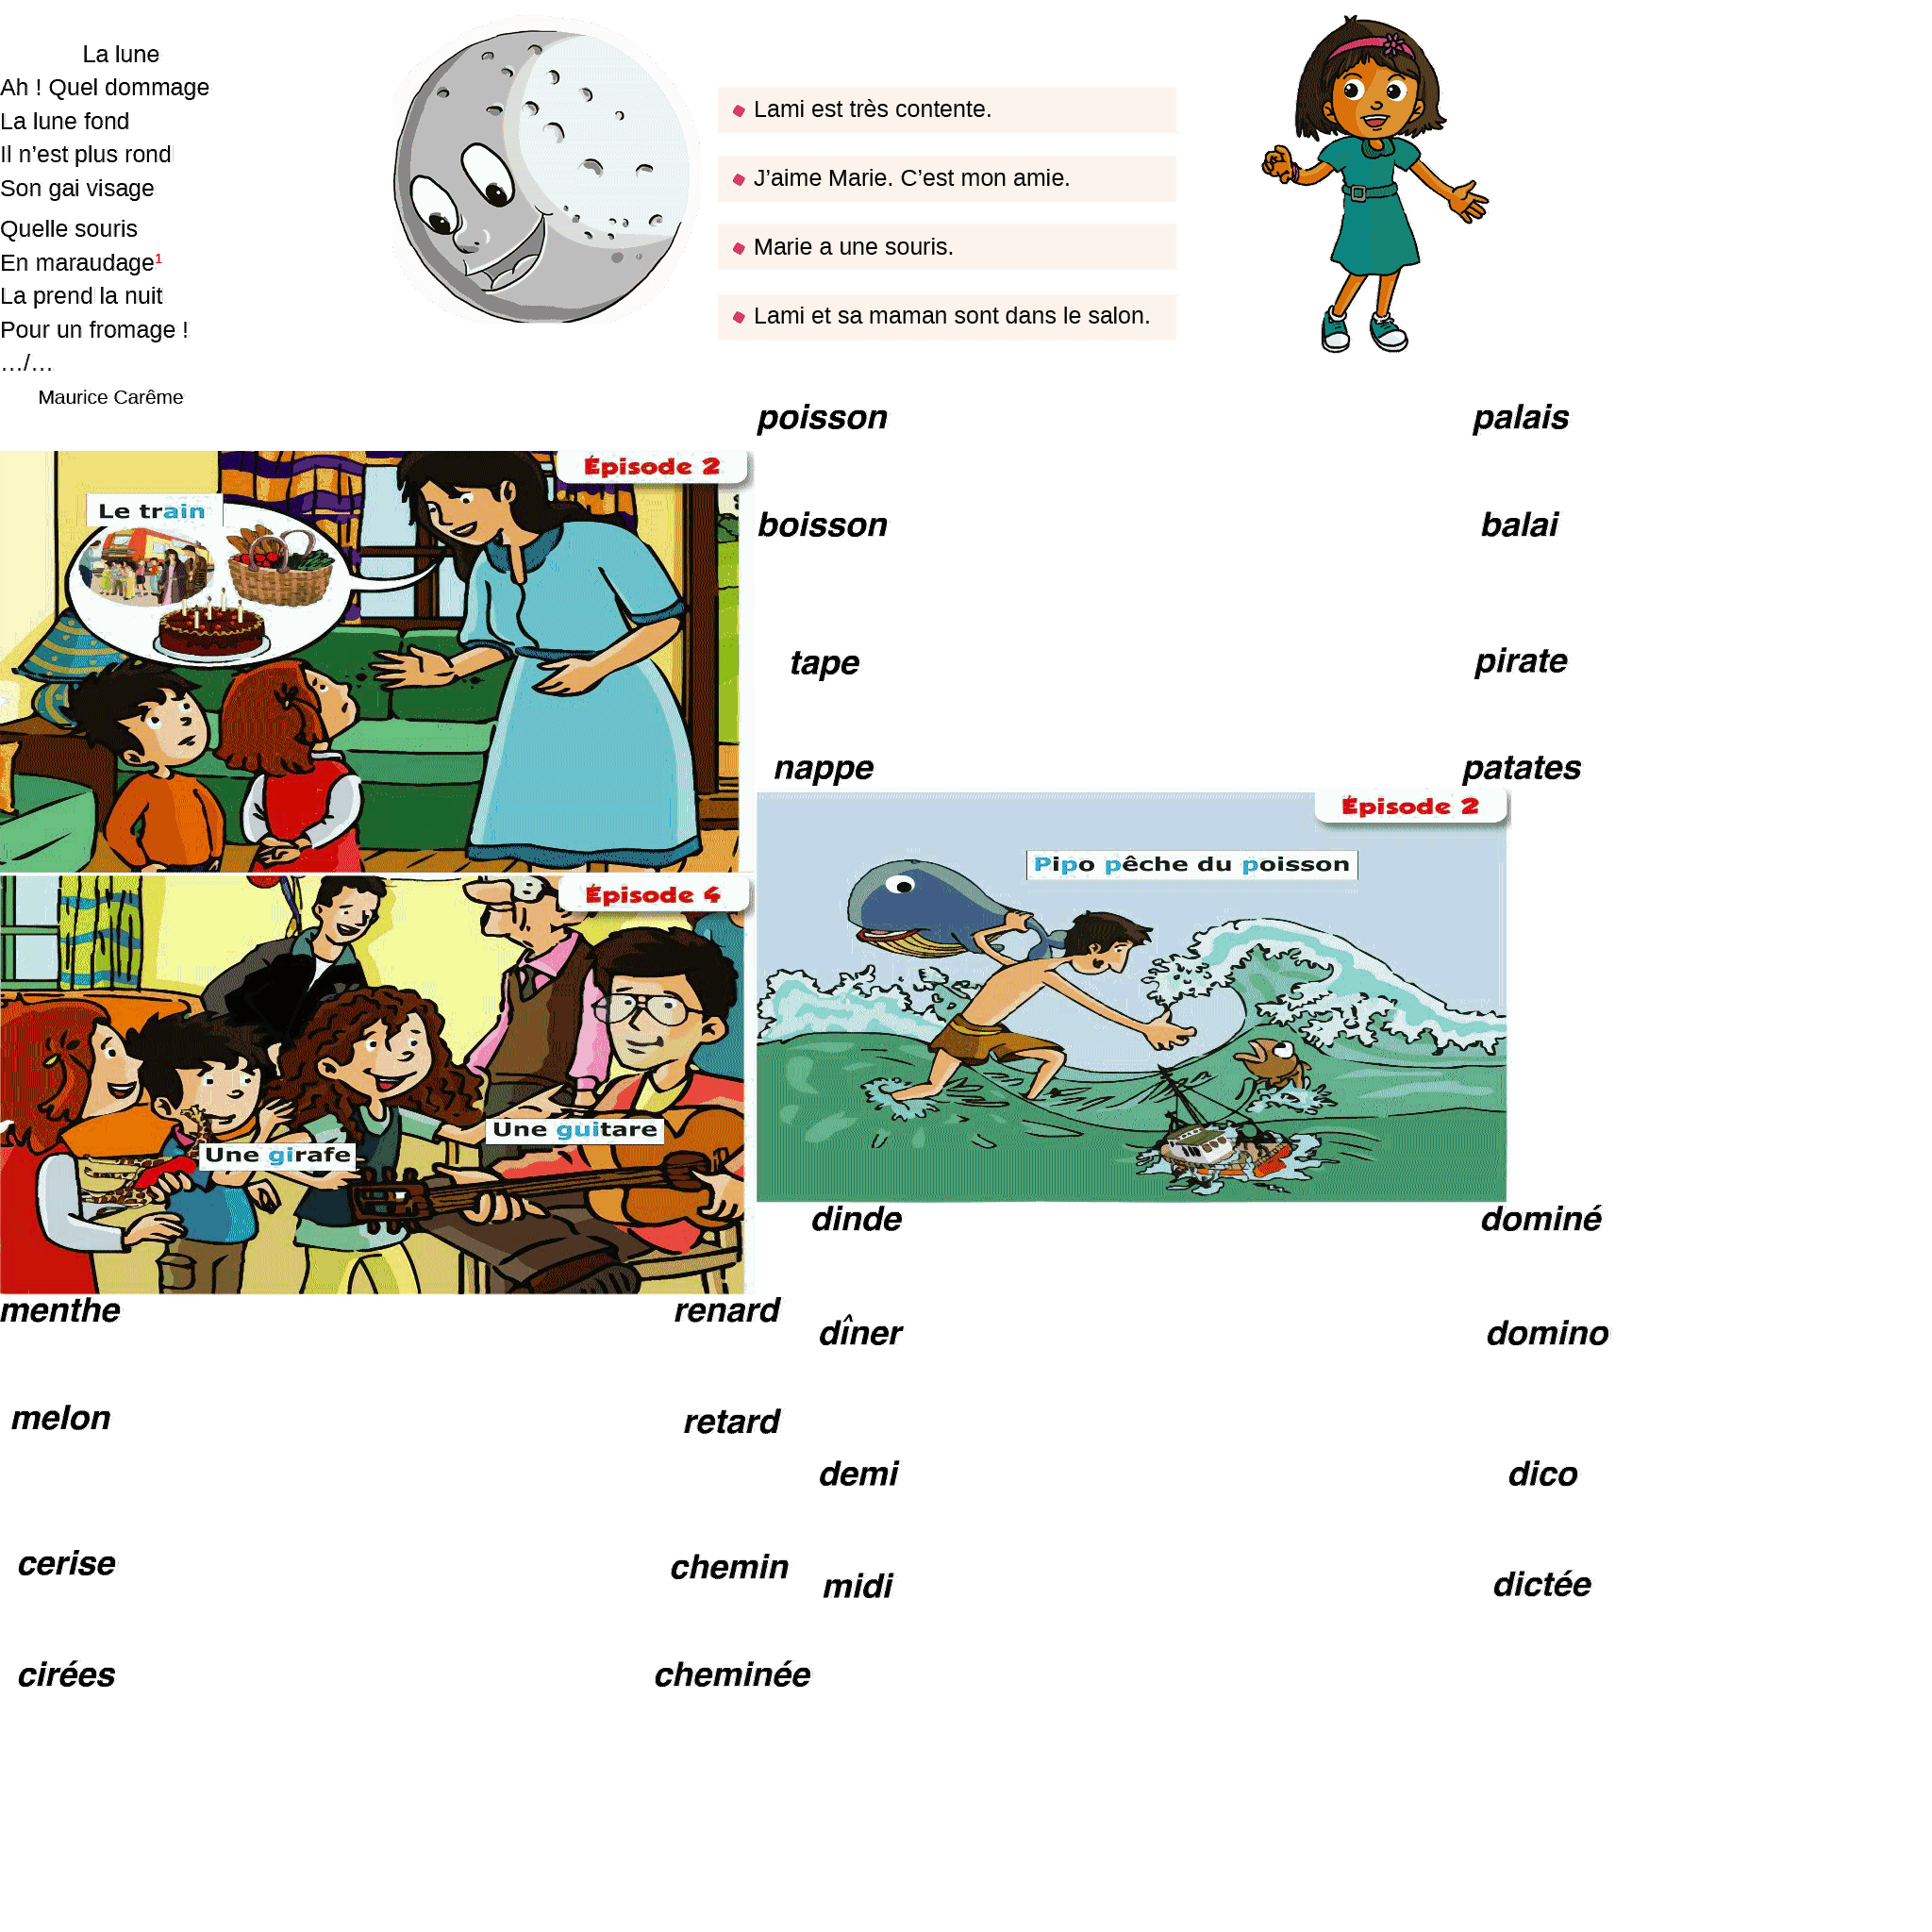 La lune
Ah ! Quel dommage
La lune fond
Il n’est plus rond
Son gai visage
Quelle souris
En maraudage¹
La prend la nuit
Pour un fromage !
…/…
Maurice Carême
Lami est très contente.
J’aime Marie. C’est mon amie.
Marie a une souris.
Lami et sa maman sont dans le salon.
poisson
palais
boisson
balai
tape
pirate
nappe
patates
Épisode 2
Le train
Épisode 2
Pipo pêche du poisson
Épisode 4
Une guitare
Une girafe
dinde
dominé
dîner
domino
demi
dico
midi
dictée
menthe
renard
melon
retard
cerise
chemin
cirées
cheminée